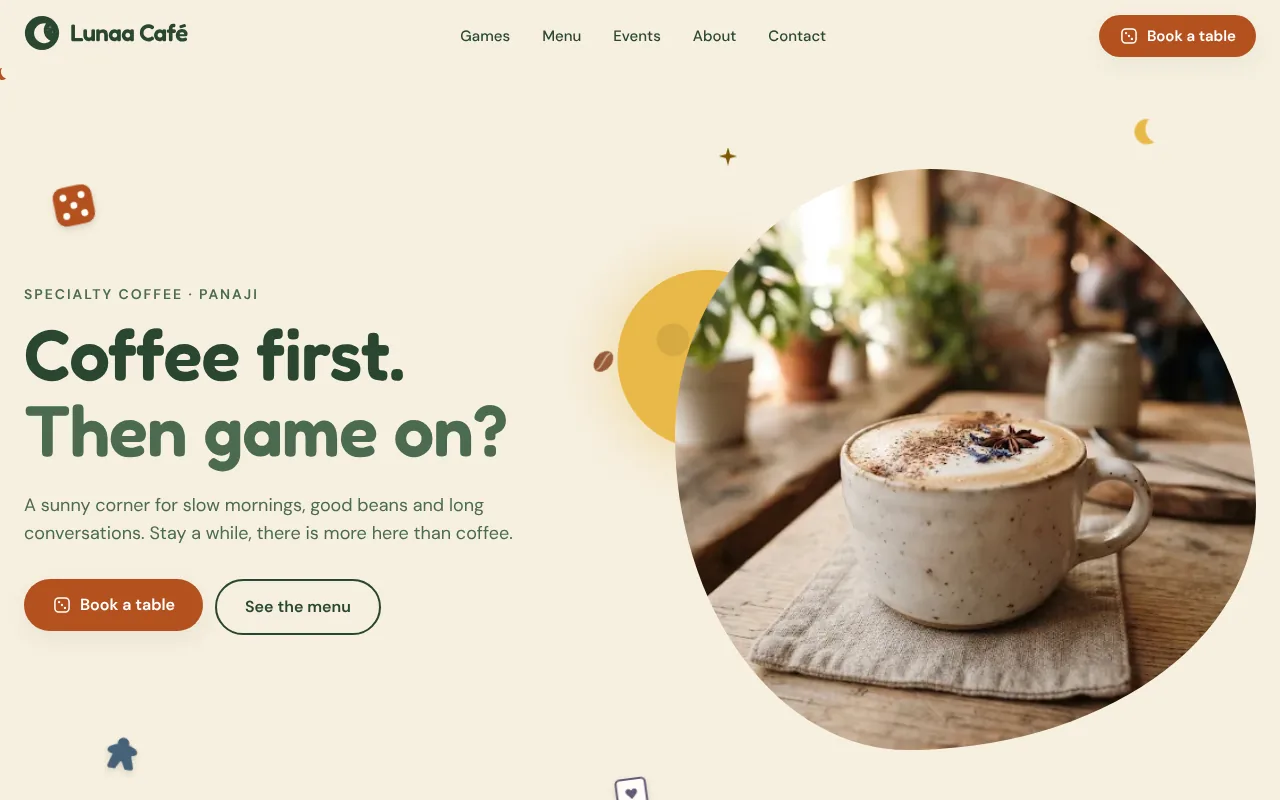 Lunaa Café
Games
Menu
Events
About
Contact
Book a table
SPECIALTY COFFEE · PANAJI
Coffee first.
Then game on?
A sunny corner for slow mornings, good beans and long
conversations. Stay a while, there is more here than coffee.
Book a table
See the menu